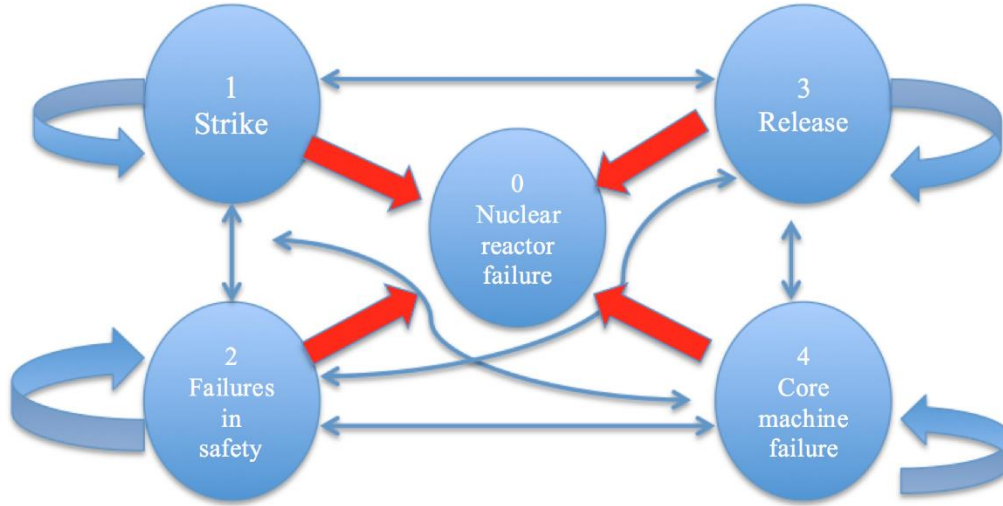 1
Strike
3
Release
0
Nuclear
reactor
failure
2
Failures
in
safety
4
Core
machine
failure